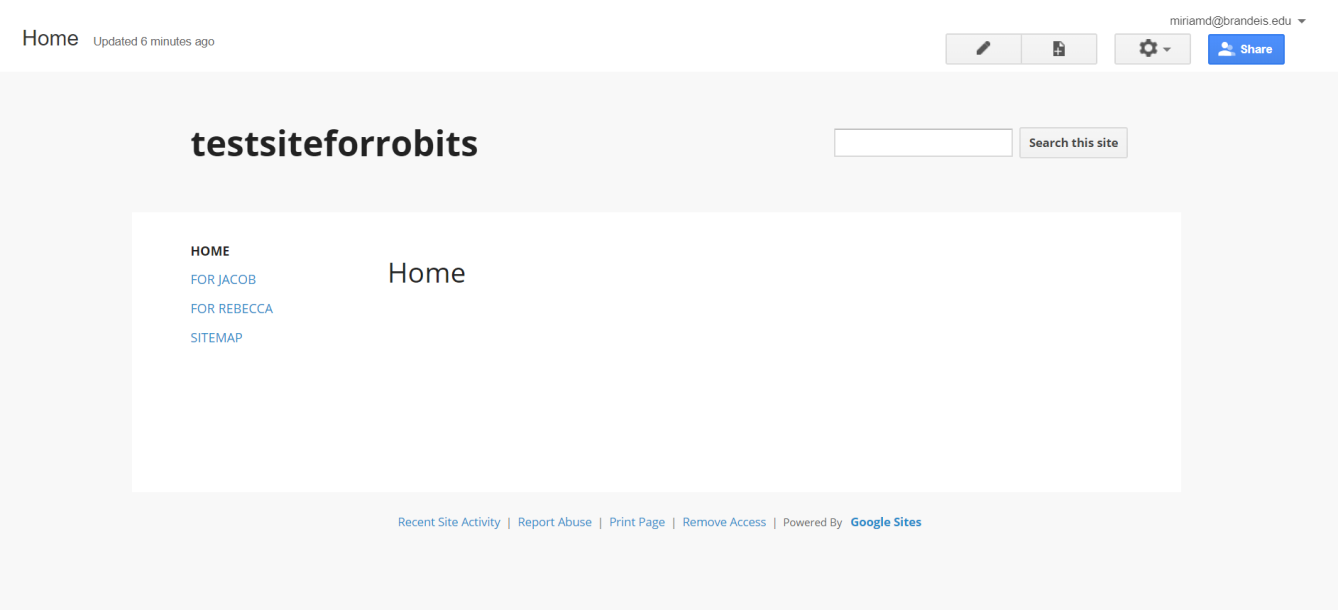 miriamd@brandeis.edu
Home Updated 6 minutes ago
Share
testsiteforrobits
Search this site
HOME
FOR JACOB
FOR REBECCA
SITEMAP
Home
Recent Site Activity | Report Abuse | Print Page | Remove Access | Powered By Google Sites